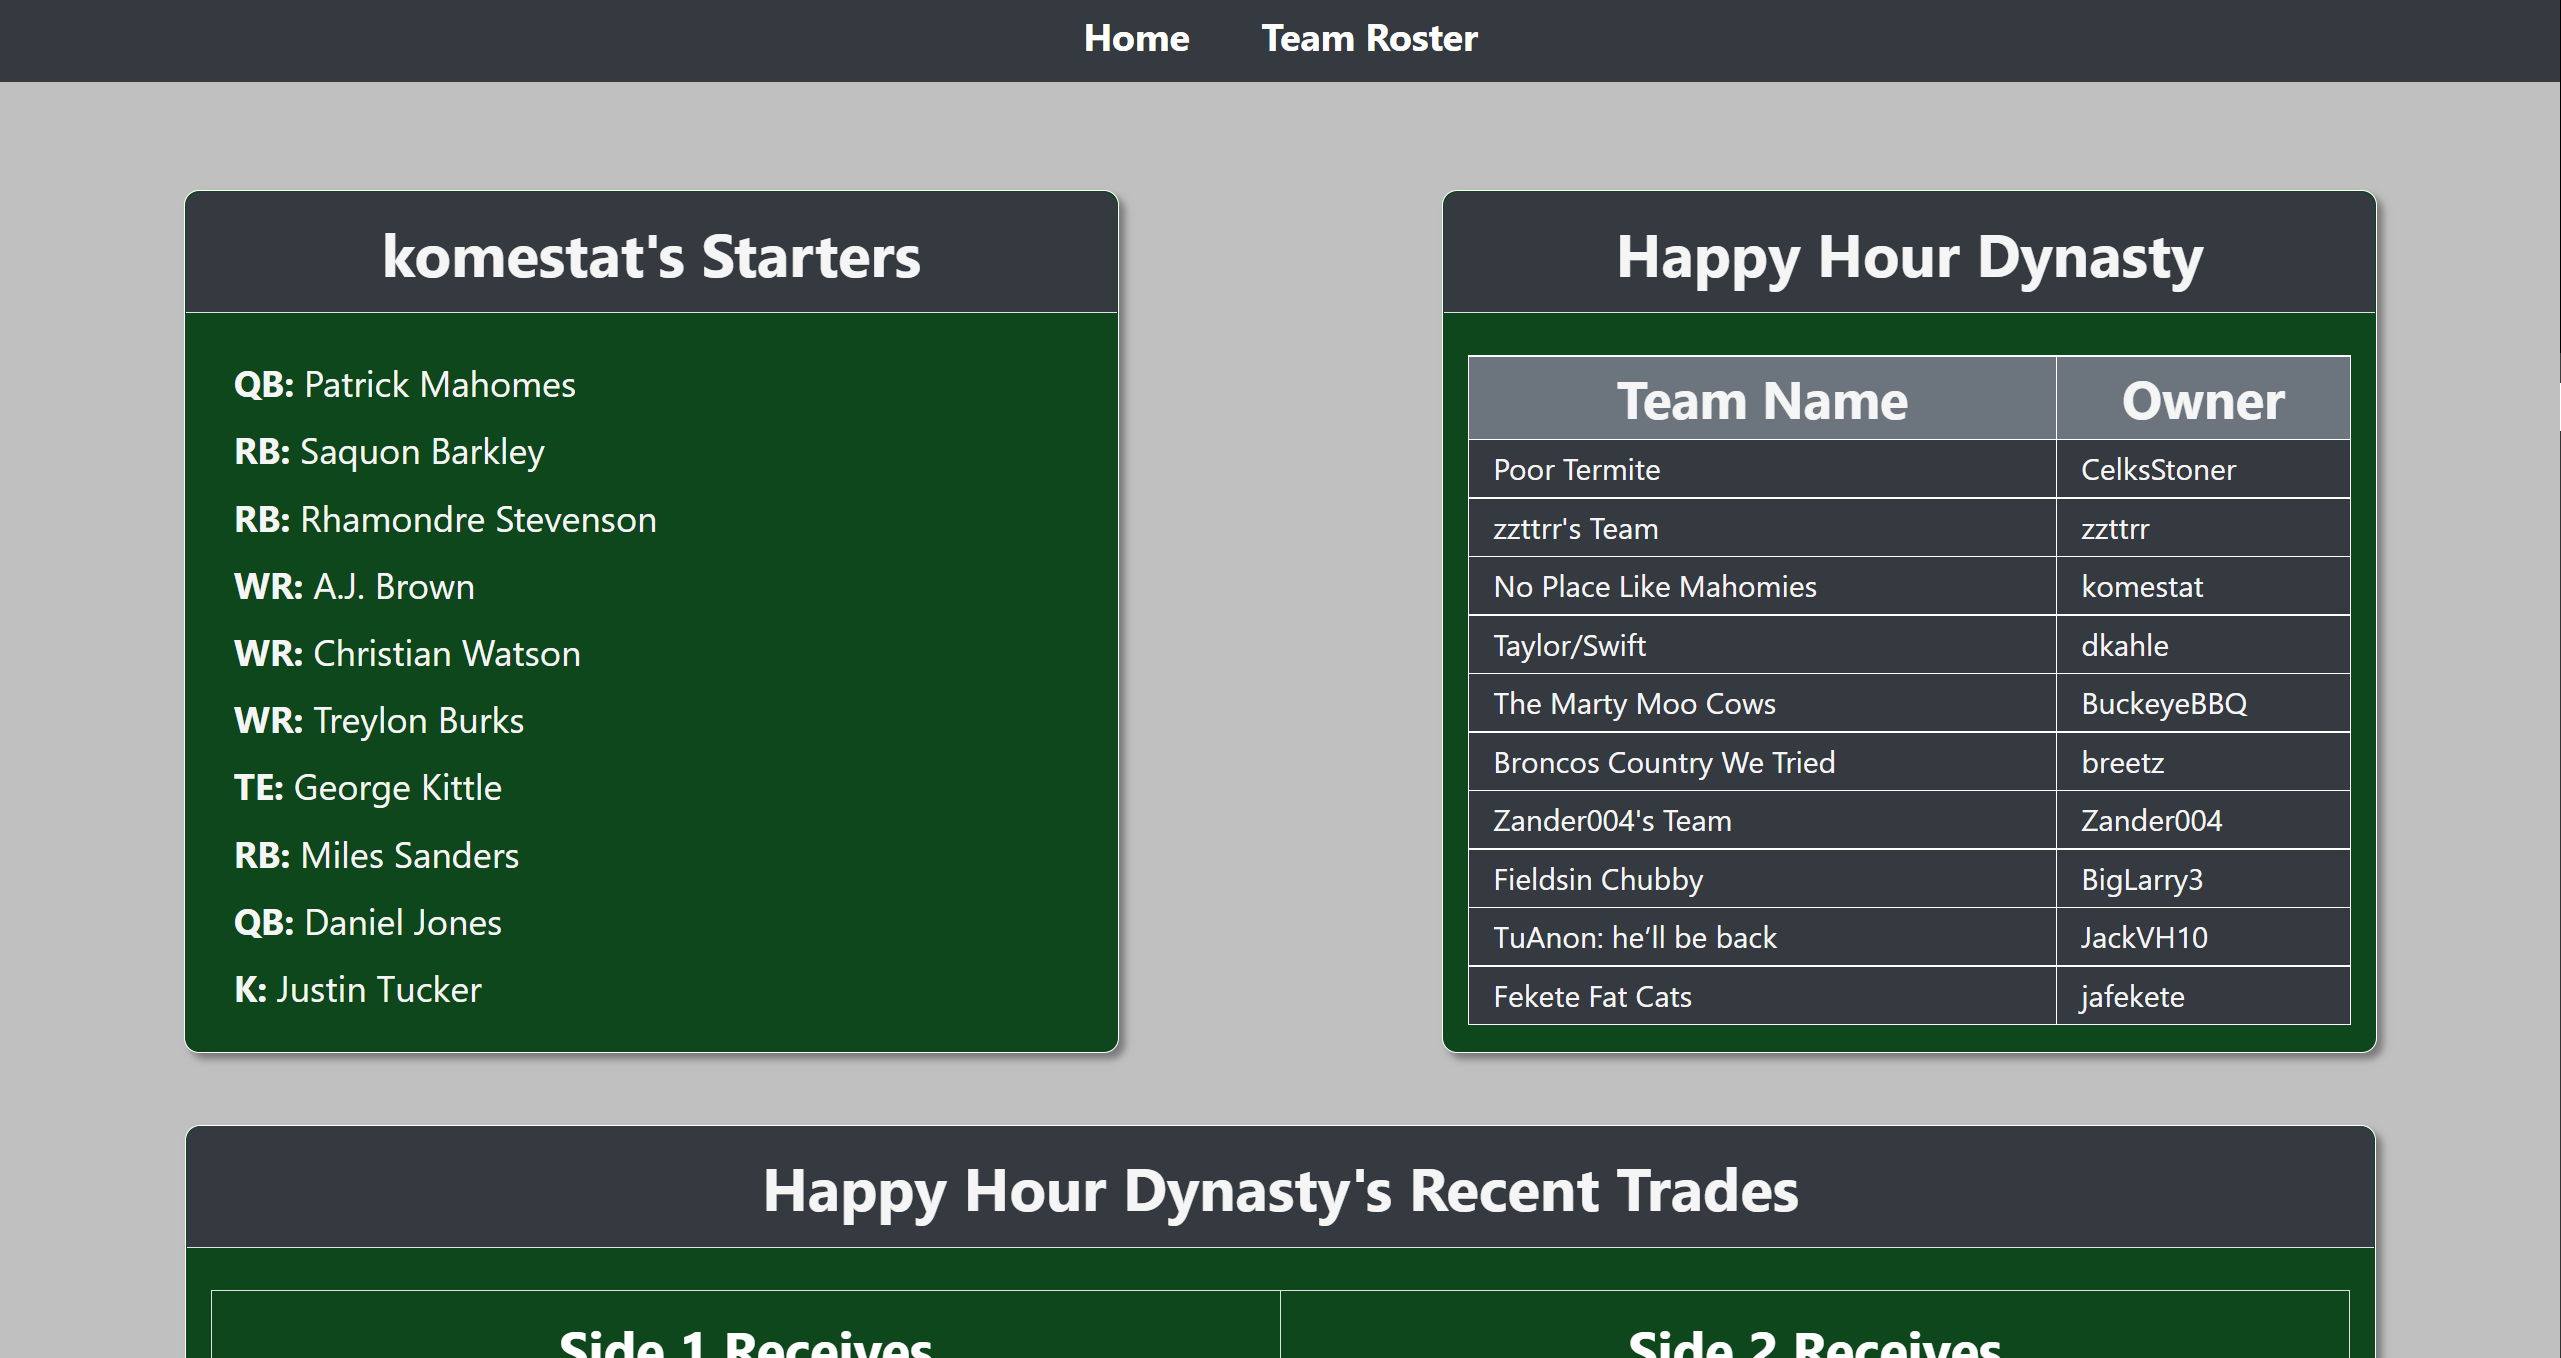 Home Team Roster
komestat's Starters
QB: Patrick Mahomes
RB: Saquon Barkley
RB: Rhamondre Stevenson
WR: A.J. Brown
WR: Christian Watson
WR: Treylon Burks
TE: George Kittle
RB: Miles Sanders
QB: Daniel Jones
K: Justin Tucker
Happy Hour Dynasty
Team Name Owner
Poor Termite CelksStoner
zzttrr's Team zzttrr
No Place Like Mahomies komestat
Taylor/Swift dkahle
The Marty Moo Cows BuckeyeBBQ
Broncos Country We Tried breetz
Zander004's Team Zander004
Fieldsin Chubby BigLarry3
TuAnon: he’ll be back JackVH10
Fekete Fat Cats jafekete
Happy Hour Dynasty's Recent Trades
Side 1 Receives Side 2 Receives